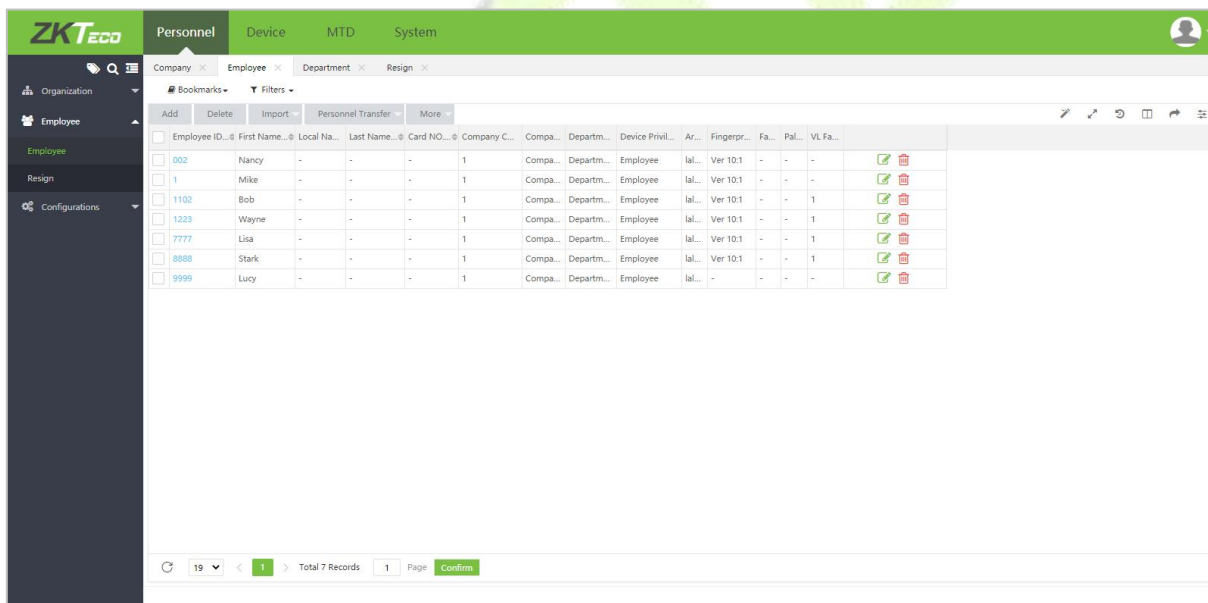 ZKTECO Personnel Device MTD System
Company × Employee × Department × Resign ×
Organization
Employee
Employee
Resign
Configurations
Bookmarks Filters
Add Delete Import Personnel Transfer More
Employee ID... First Name... Local Na... Last Name... Card NO.... Company C... Compa... Departm... Device Privil... Ar... Fingerpr... Fa... Pal... VL Fa...
002 Nancy - - - 1 Compa... Departm... Employee lal... Ver 10:1 - - -
1 Mike - - - 1 Compa... Departm... Employee lal... Ver 10:1 - - -
1102 Bob - - - 1 Compa... Departm... Employee lal... Ver 10:1 - - 1
1223 Wayne - - - 1 Compa... Departm... Employee lal... Ver 10:1 - - 1
7777 Lisa - - - 1 Compa... Departm... Employee lal... Ver 10:1 - - 1
8888 Stark - - - 1 Compa... Departm... Employee lal... Ver 10:1 - - 1
9999 Lucy - - - 1 Compa... Departm... Employee lal... - - - -
19 < 1 > Total 7 Records 1 Page Confirm